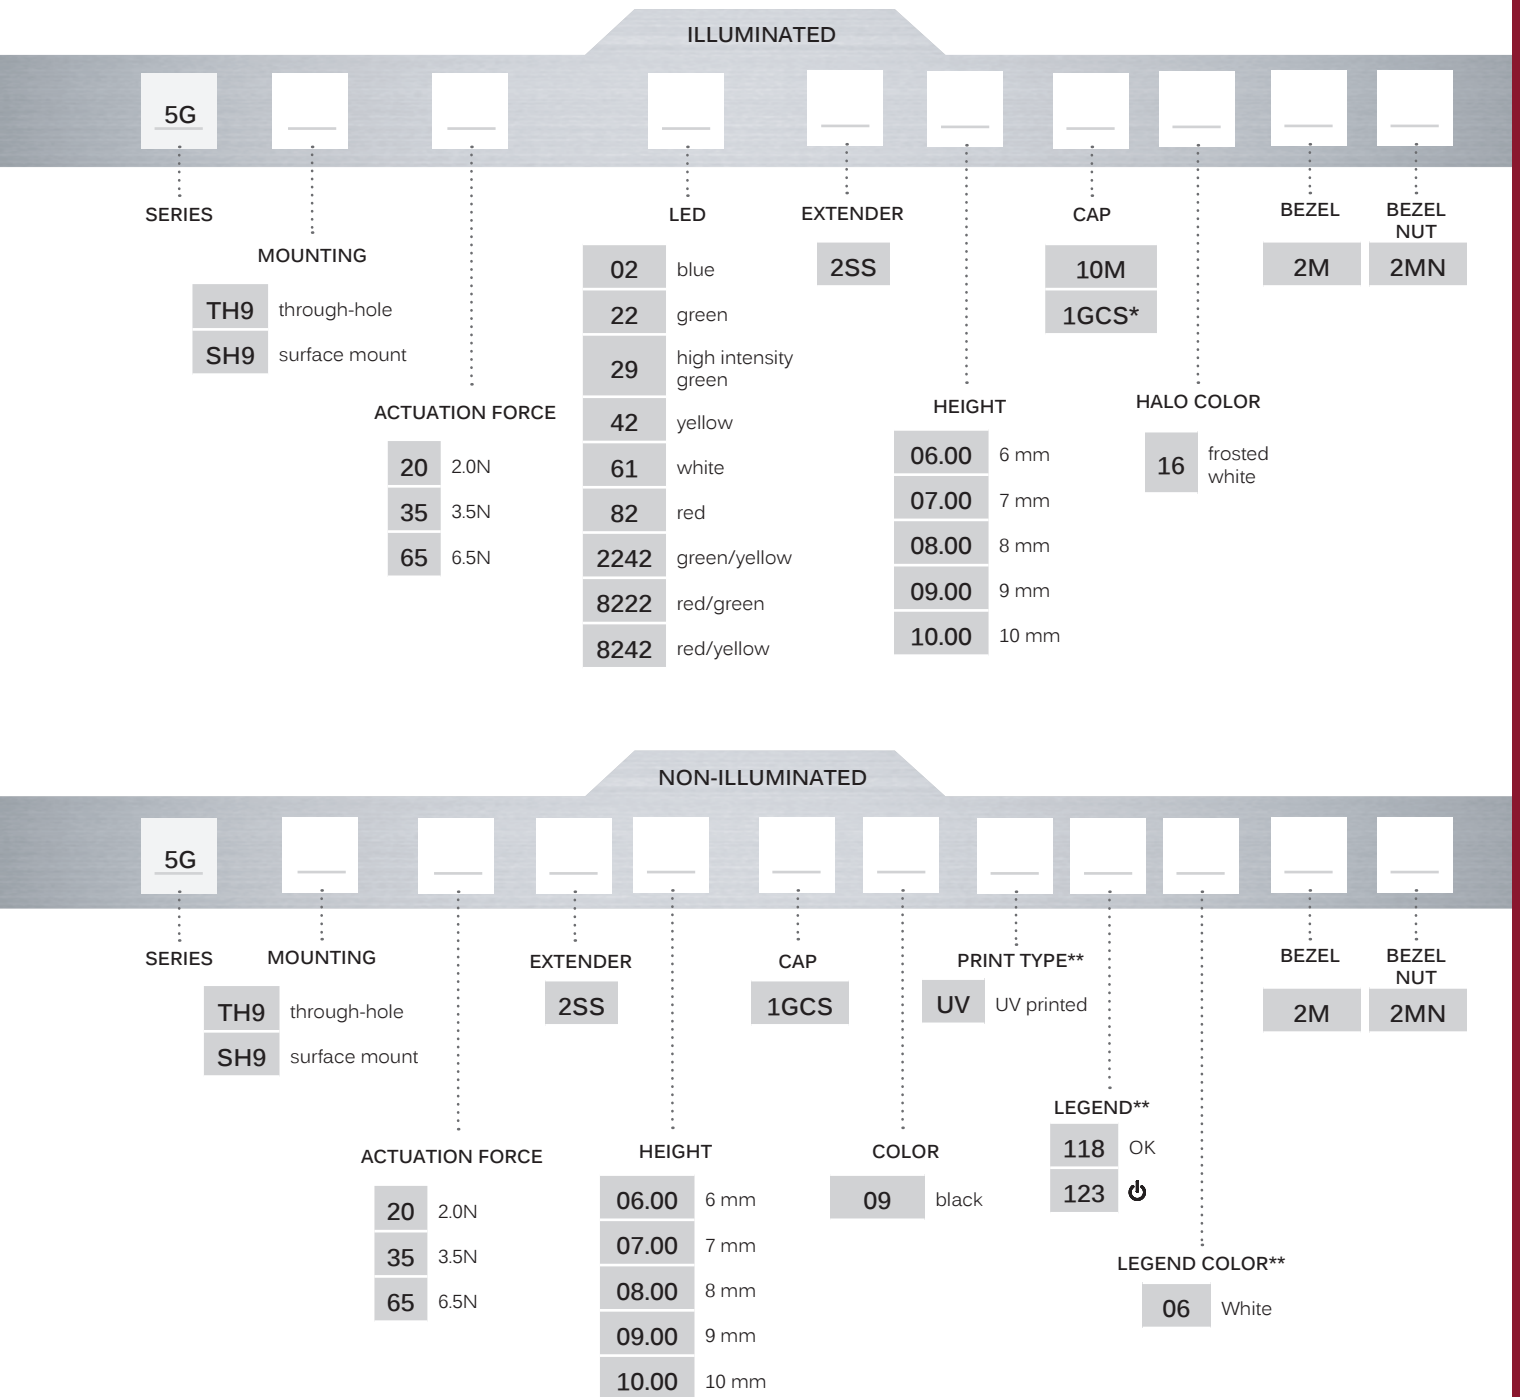 ILLUMINATED
5G
SERIES
MOUNTING
TH9 through-hole
SH9 surface mount
ACTUATION FORCE
20 2.0N
35 3.5N
65 6.5N
LED
02 blue
22 green
29 high intensity
green
42 yellow
61 white
82 red
2242 green/yellow
8222 red/green
8242 red/yellow
EXTENDER
2SS
HEIGHT
06.00 6 mm
07.00 7 mm
08.00 8 mm
09.00 9 mm
10.00 10 mm
CAP
10M
1GCS*
HALO COLOR
16 frosted
white
BEZEL
2M
BEZEL
NUT
2MN
NON-ILLUMINATED
5G
SERIES
MOUNTING
TH9 through-hole
SH9 surface mount
ACTUATION FORCE
20 2.0N
35 3.5N
65 6.5N
EXTENDER
2SS
HEIGHT
06.00 6 mm
07.00 7 mm
08.00 8 mm
09.00 9 mm
10.00 10 mm
CAP
1GCS
COLOR
09 black
PRINT TYPE**
UV UV printed
LEGEND**
118 OK
123
LEGEND COLOR**
06 White
BEZEL
2M
BEZEL
NUT
2MN